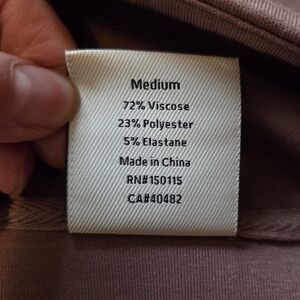 Medium
72% Viscose
23% Polyester
5% Elastane
Made in China
RN#150115
CA#40482